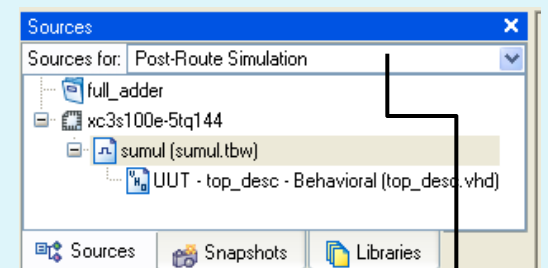 Sources
Sources for: Post-Route Simulation
full_adder
xc3s100e-5tq144
sumul (sumul.tbw)
UUT - top_desc - Behavioral (top_desc.vhd)
Sources Snapshots Libraries